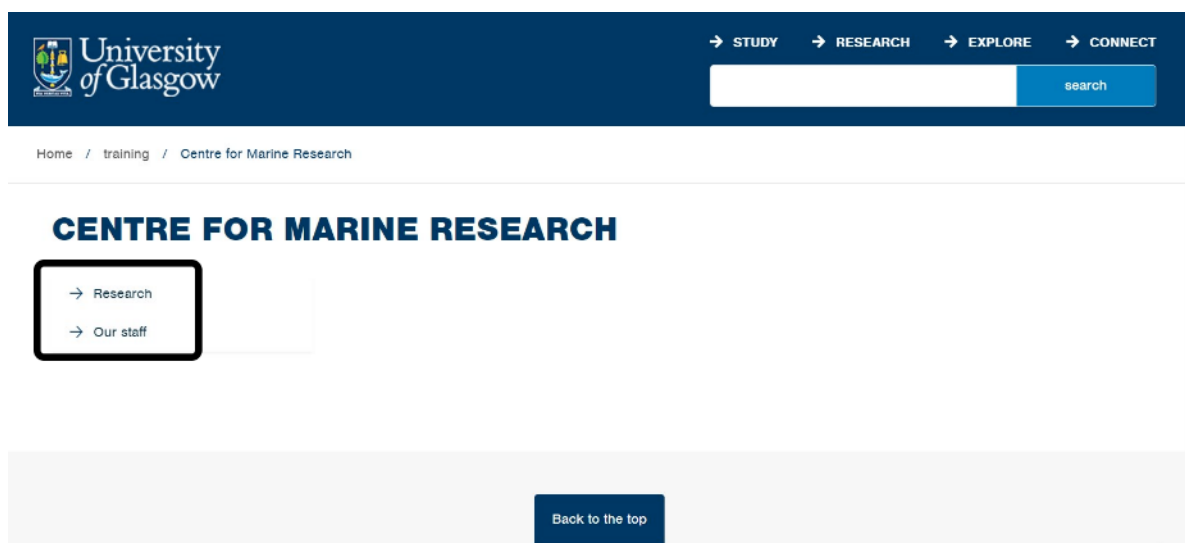 University
of Glasgow
→ STUDY → RESEARCH → EXPLORE → CONNECT
search
Home / training / Centre for Marine Research
CENTRE FOR MARINE RESEARCH
→ Research
→ Our staff
Back to the top